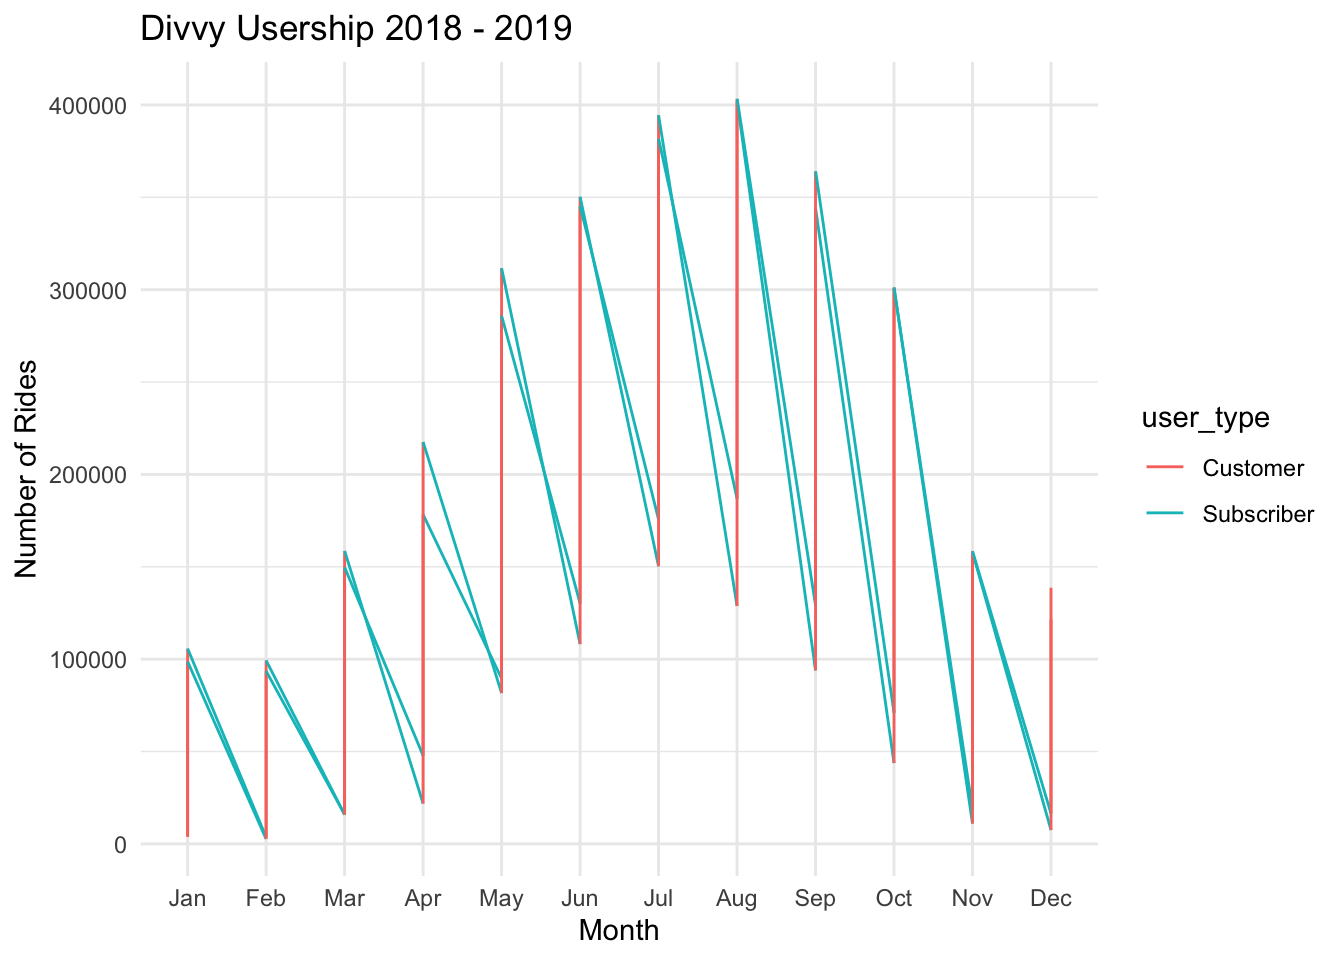 Divvy Usership 2018 - 2019
Number of Rides
400000
300000
200000
100000
0
Jan Feb Mar Apr May Jun Jul Aug Sep Oct Nov Dec
Month
user_type
Customer
Subscriber